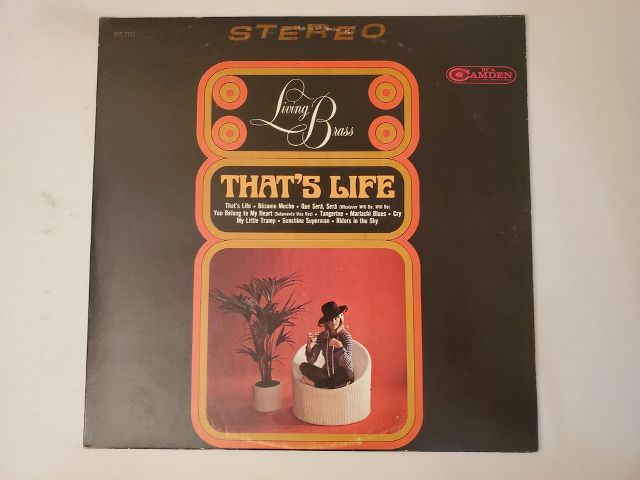 STEREO
RCA
CAMDEN
Living
Brass
THAT'S LIFE
That's Life • Bésame Mucho • Que Será, Será (Whatever Will Be, Will Be)
You Belong to My Heart (Solamente Una Vez) • Tangerine • Mariachi Blues • Cry
My Little Tramp • Sunshine Superman • Riders in the Sky